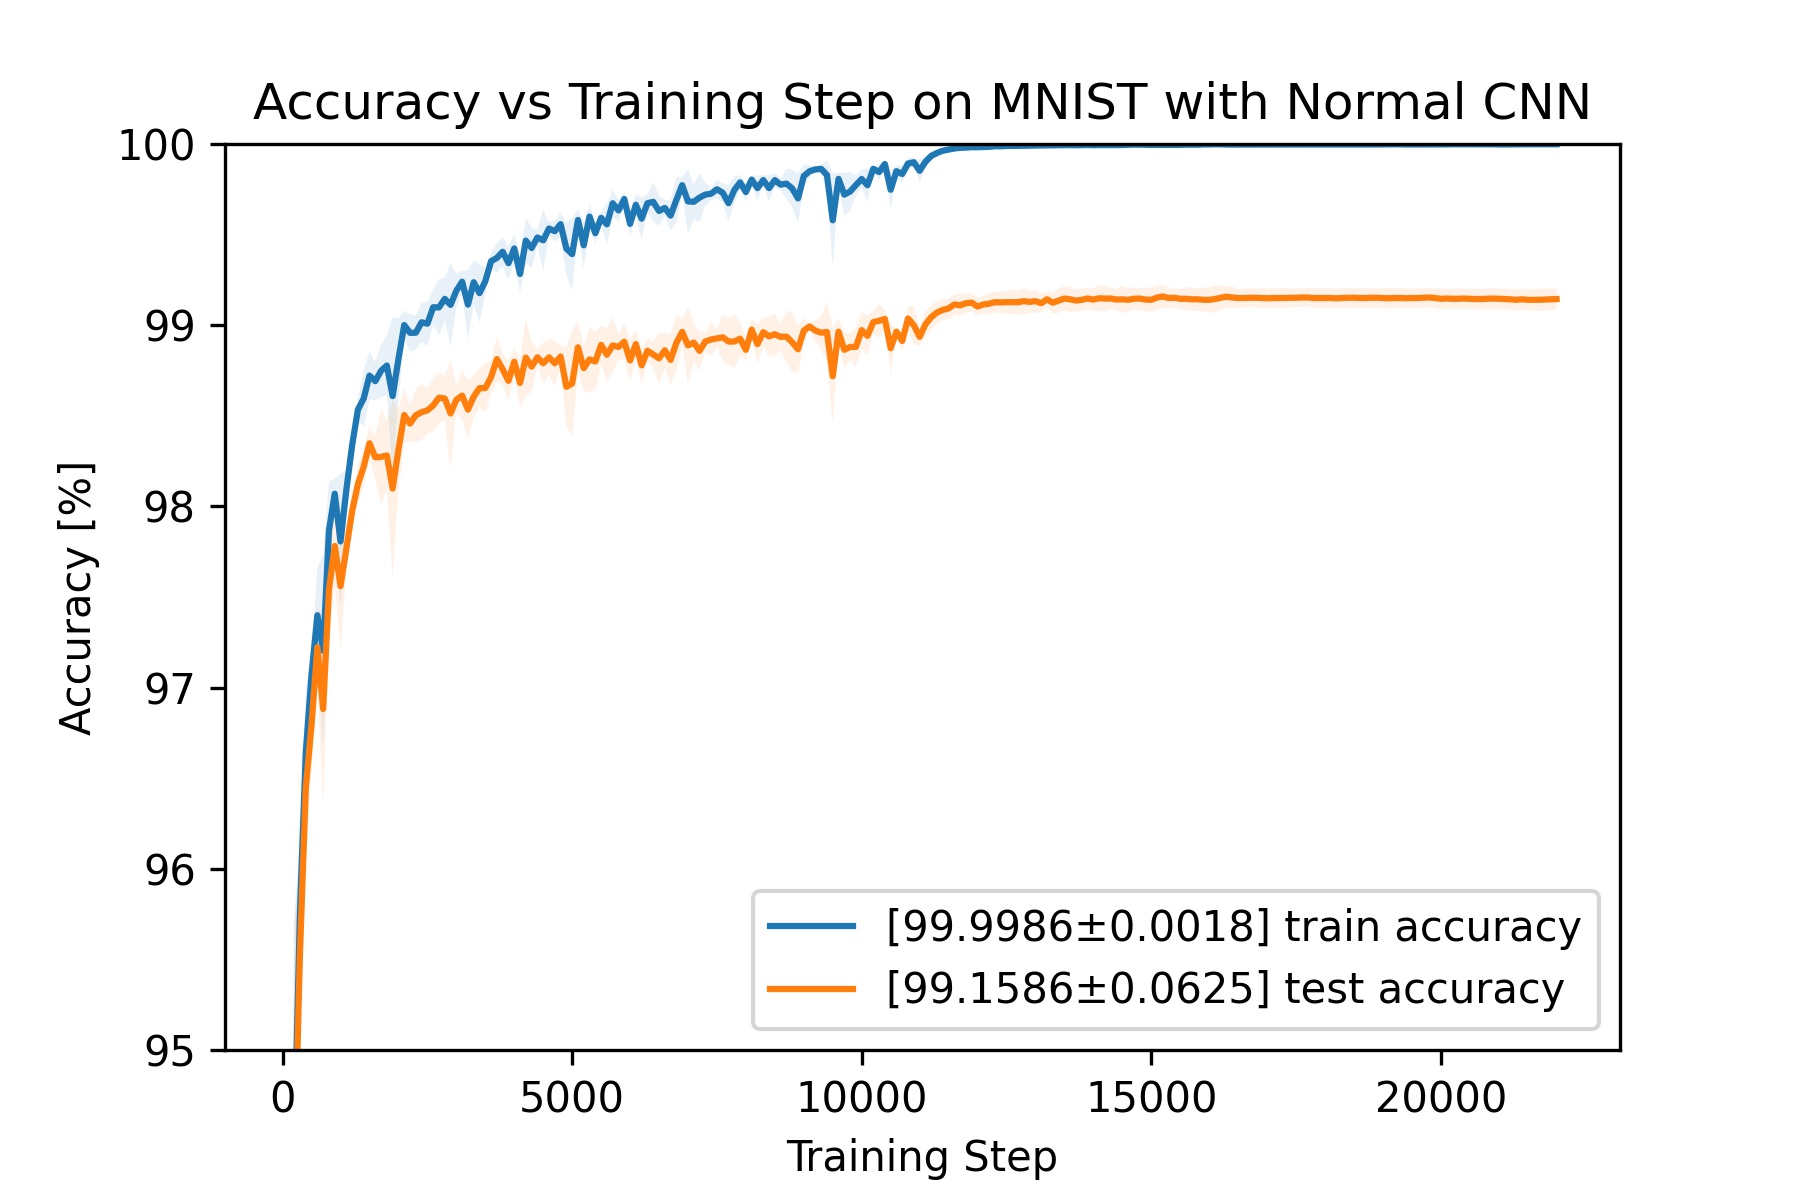 Accuracy vs Training Step on MNIST with Normal CNN
Accuracy [%]
100
99
98
97
96
95
[99.9986±0.0018] train accuracy
[99.1586±0.0625] test accuracy
0 5000 10000 15000 20000
Training Step